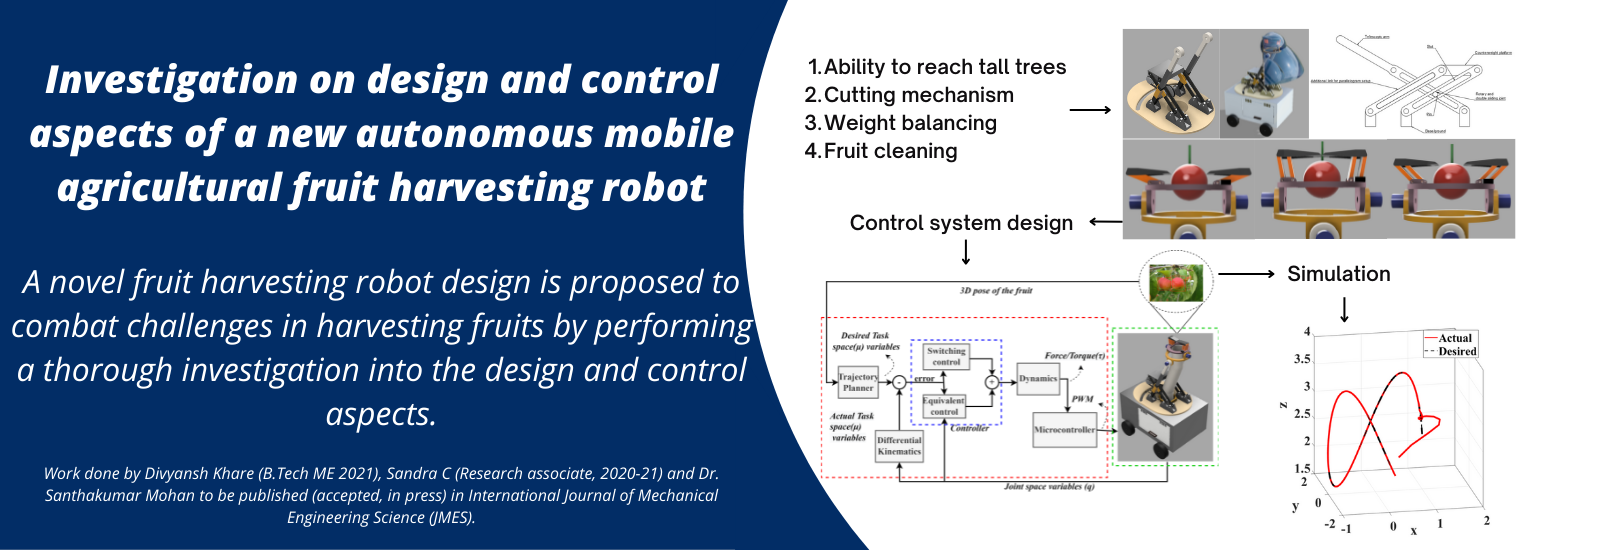 Investigation on design and control
aspects of a new autonomous mobile
agricultural fruit harvesting robot
A novel fruit harvesting robot design is proposed to
combat challenges in harvesting fruits by performing
a thorough investigation into the design and control
aspects.
Work done by Divyansh Khare (B.Tech ME 2021), Sandra C (Research associate, 2020-21) and Dr.
Santhakumar Mohan to be published (accepted, in press) in International Journal of Mechanical
Engineering Science (JMES).
1.Ability to reach tall trees
2.Cutting mechanism
3.Weight balancing
4.Fruit cleaning
Telescopic arm
Slot
Counterweight platform
Control system design
Simulation
3D pose of the fruit
Desired Task
space(μ) variables
Trajectory
Planner
-
error
Switching
control
Equivalent
control
Controller
+
Dynamics
Force/Torque(τ)
PWM
Microcontroller
Actual Task
space(μ)
variables
Differential
Kinematics
Joint space variables (q)
Actual
Desired
4
3.5
3
2.5
2
1.5
z
2
0
-2
y
-1
0
1
2
x